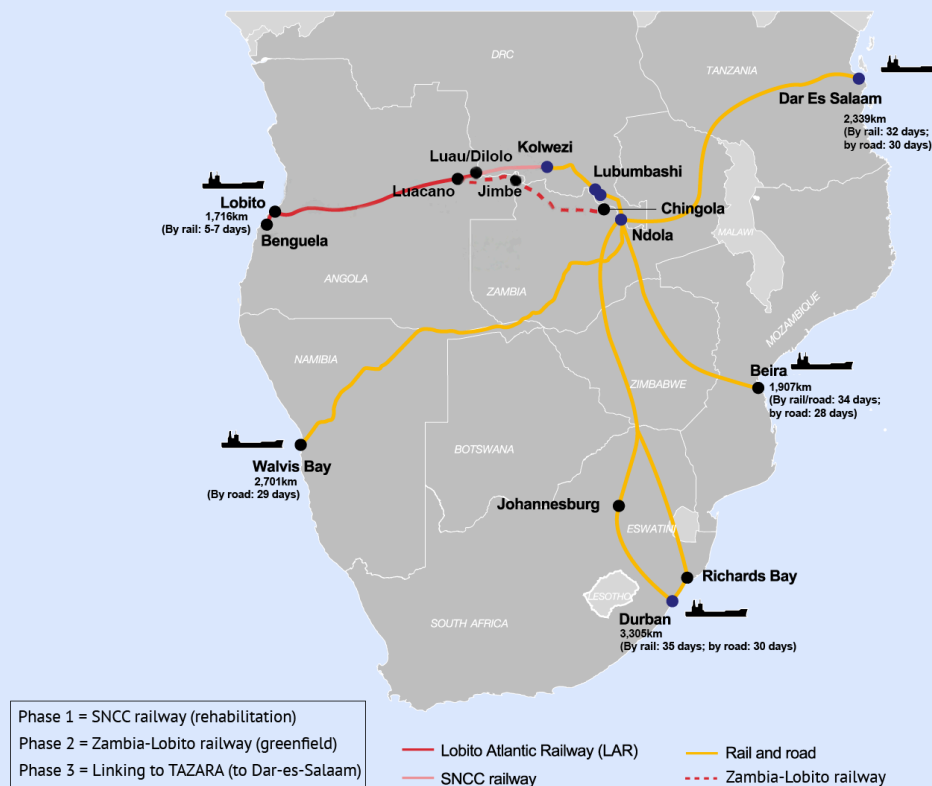 DRC
TANZANIA
Dar Es Salaam
2,339km
(By rail: 32 days;
by road: 30 days)
Kolwezi
Luau/Dilolo
Lubumbashi
Luacano
Jimbe
Chingola
Lobito
1,716km
(By rail: 5-7 days)
Benguela
Ndola
MALAWI
ANGOLA
ZAMBIA
MOZAMBIQUE
NAMIBIA
ZIMBABWE
Beira
1,907km
(By rail/road: 34 days;
by road: 28 days)
BOTSWANA
Walvis Bay
2,701km
(By road: 29 days)
Johannesburg
ESWATINI
Richards Bay
LESOTHO
SOUTH AFRICA
Durban
3,305km
(By rail: 35 days; by road: 30 days)
Phase 1 = SNCC railway (rehabilitation)
Phase 2 = Zambia-Lobito railway (greenfield)
Phase 3 = Linking to TAZARA (to Dar-es-Salaam)
Lobito Atlantic Railway (LAR)
Rail and road
SNCC railway
Zambia-Lobito railway